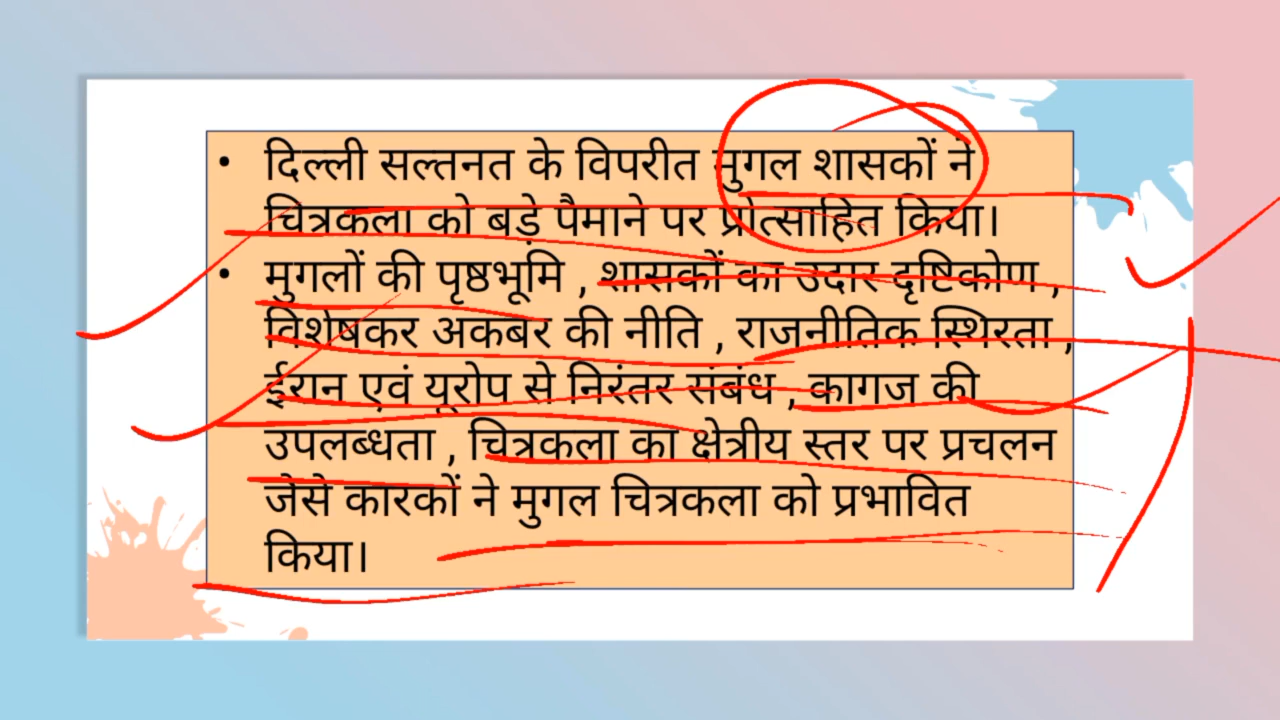 • दिल्ली सल्तनत के विपरीत मुगल शासकों ने
चित्रकला को बड़े पैमाने पर प्रोत्साहित किया।
• मुगलों की पृष्ठभूमि , शासकों का उदार दृष्टिकोण ,
विशेषकर अकबर की नीति , राजनीतिक स्थिरता ,
ईरान एवं यूरोप से निरंतर संबंध , कागज की
उपलब्धता , चित्रकला का क्षेत्रीय स्तर पर प्रचलन
जेसे कारकों ने मुगल चित्रकला को प्रभावित
किया।